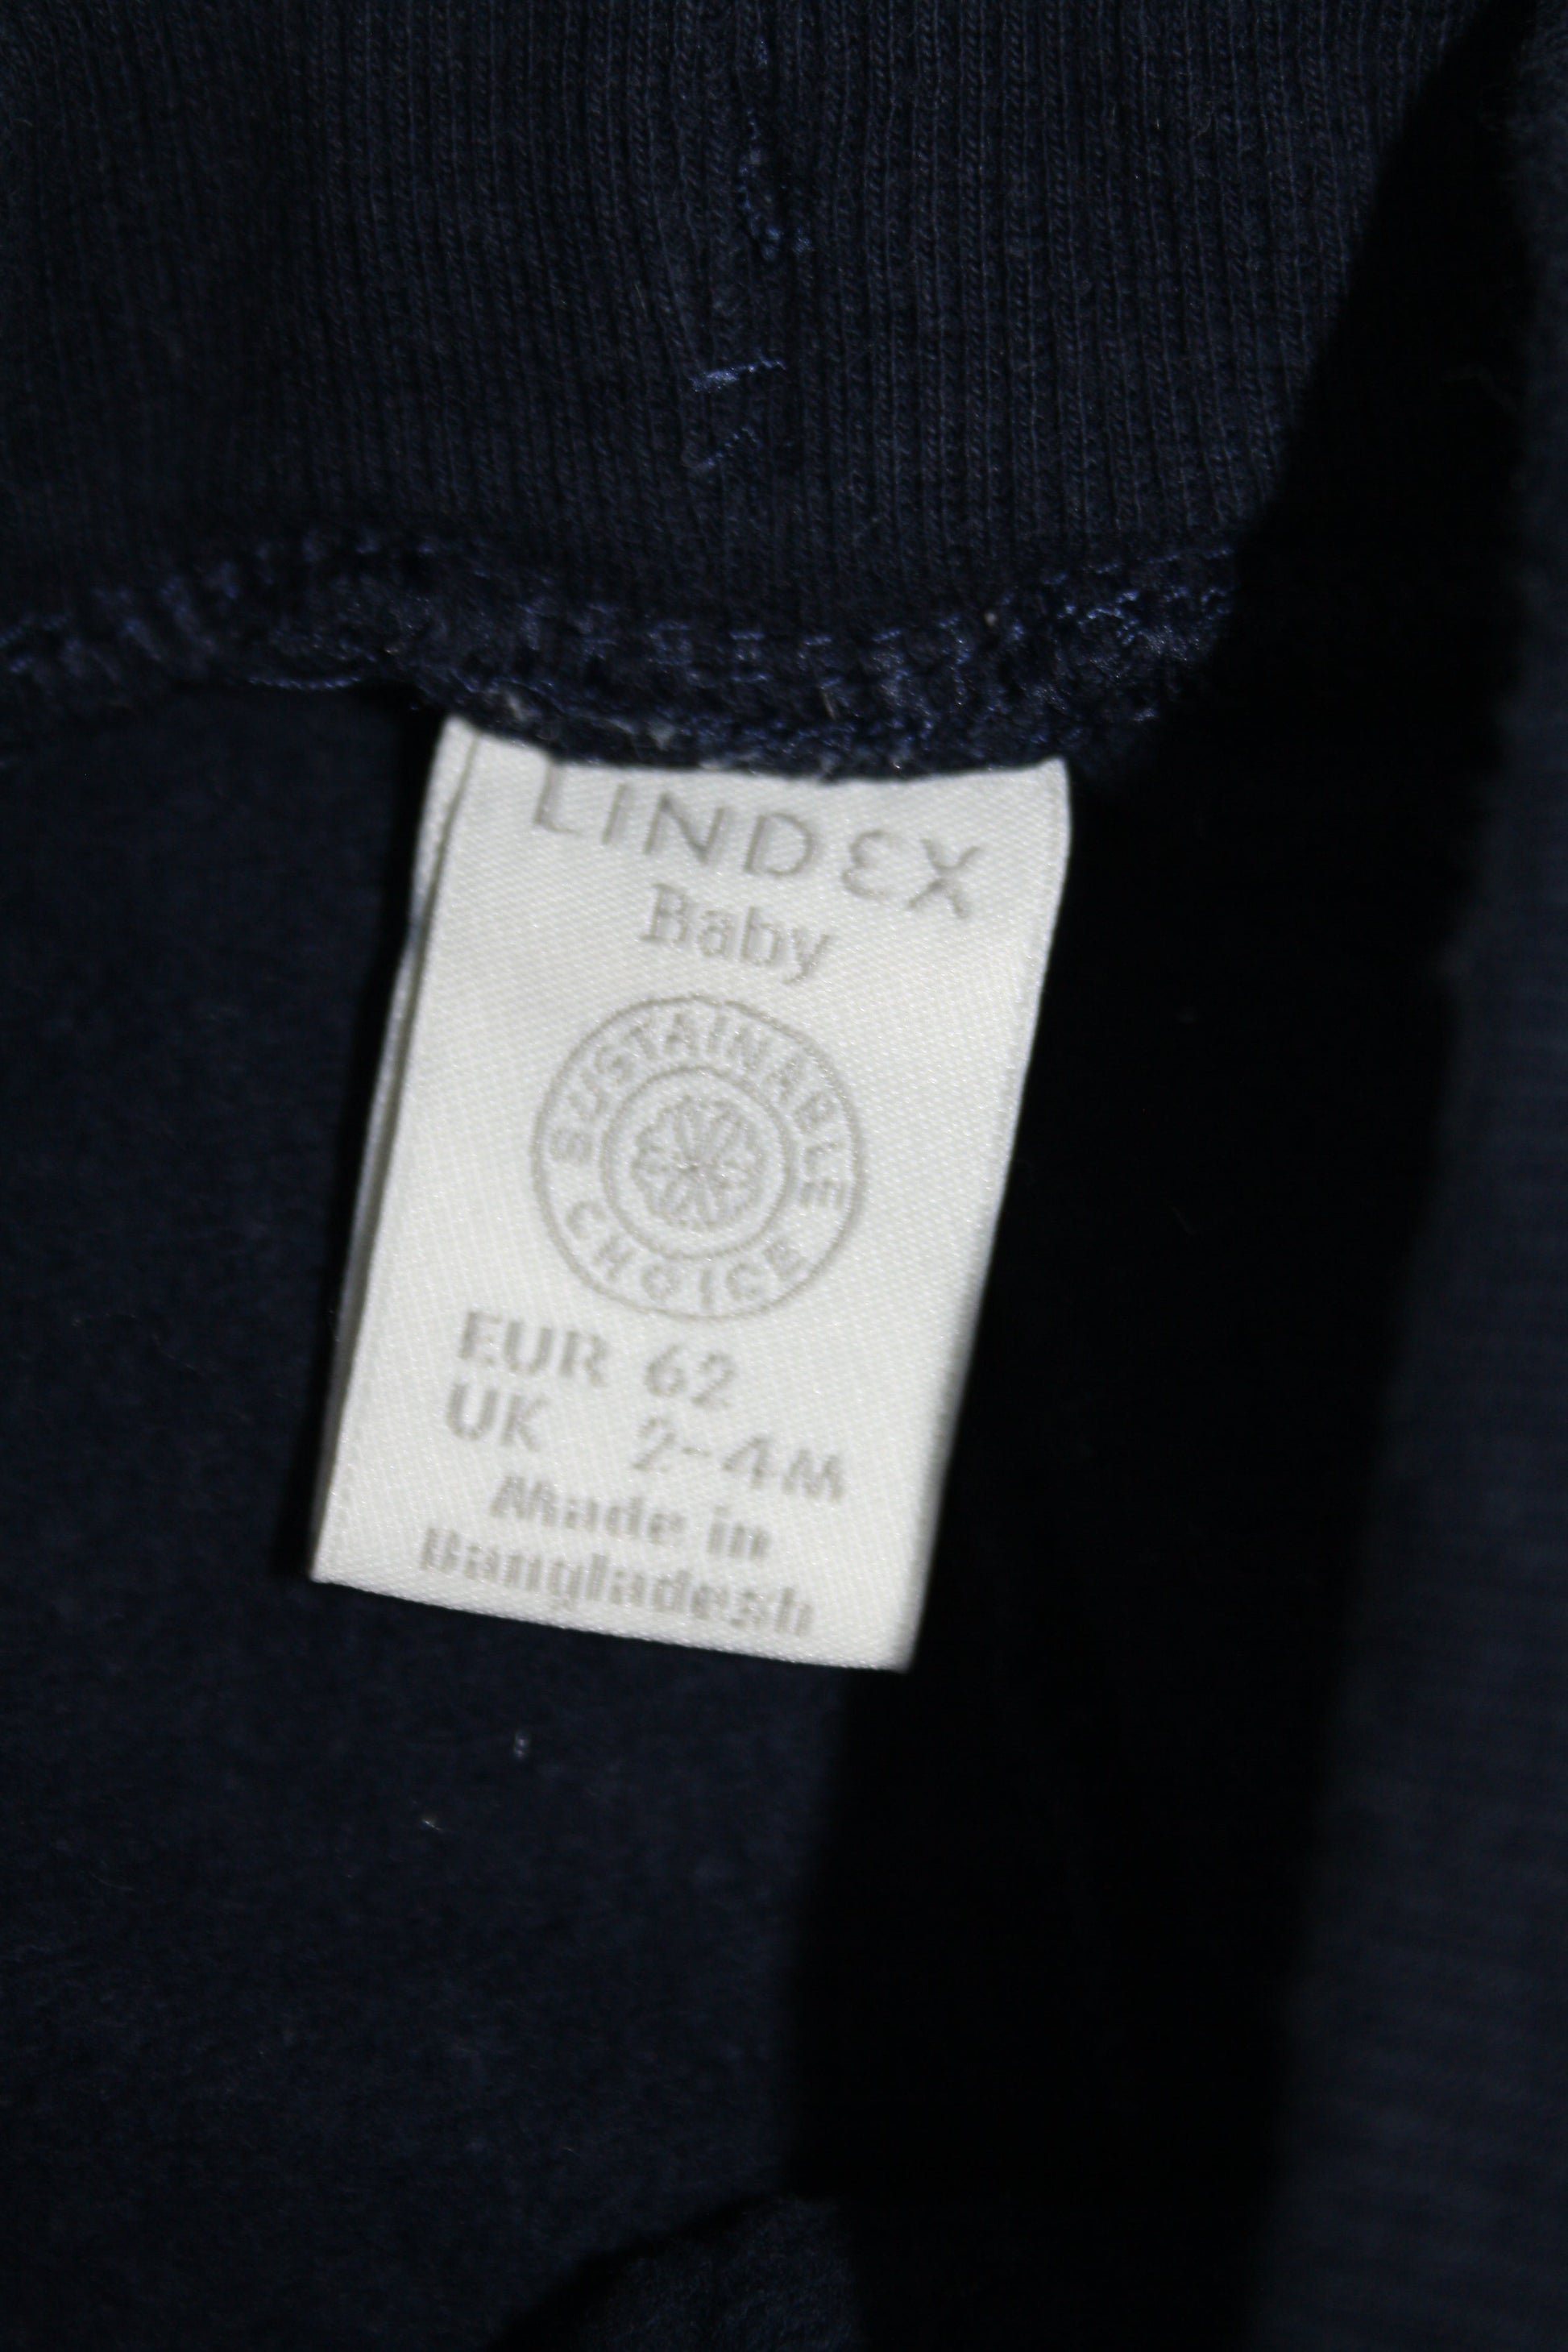 LINDEX
Baby
SUSTAINABLE
CHOICE
EUR 62
UK 2-4M
Made in
Bangladesh